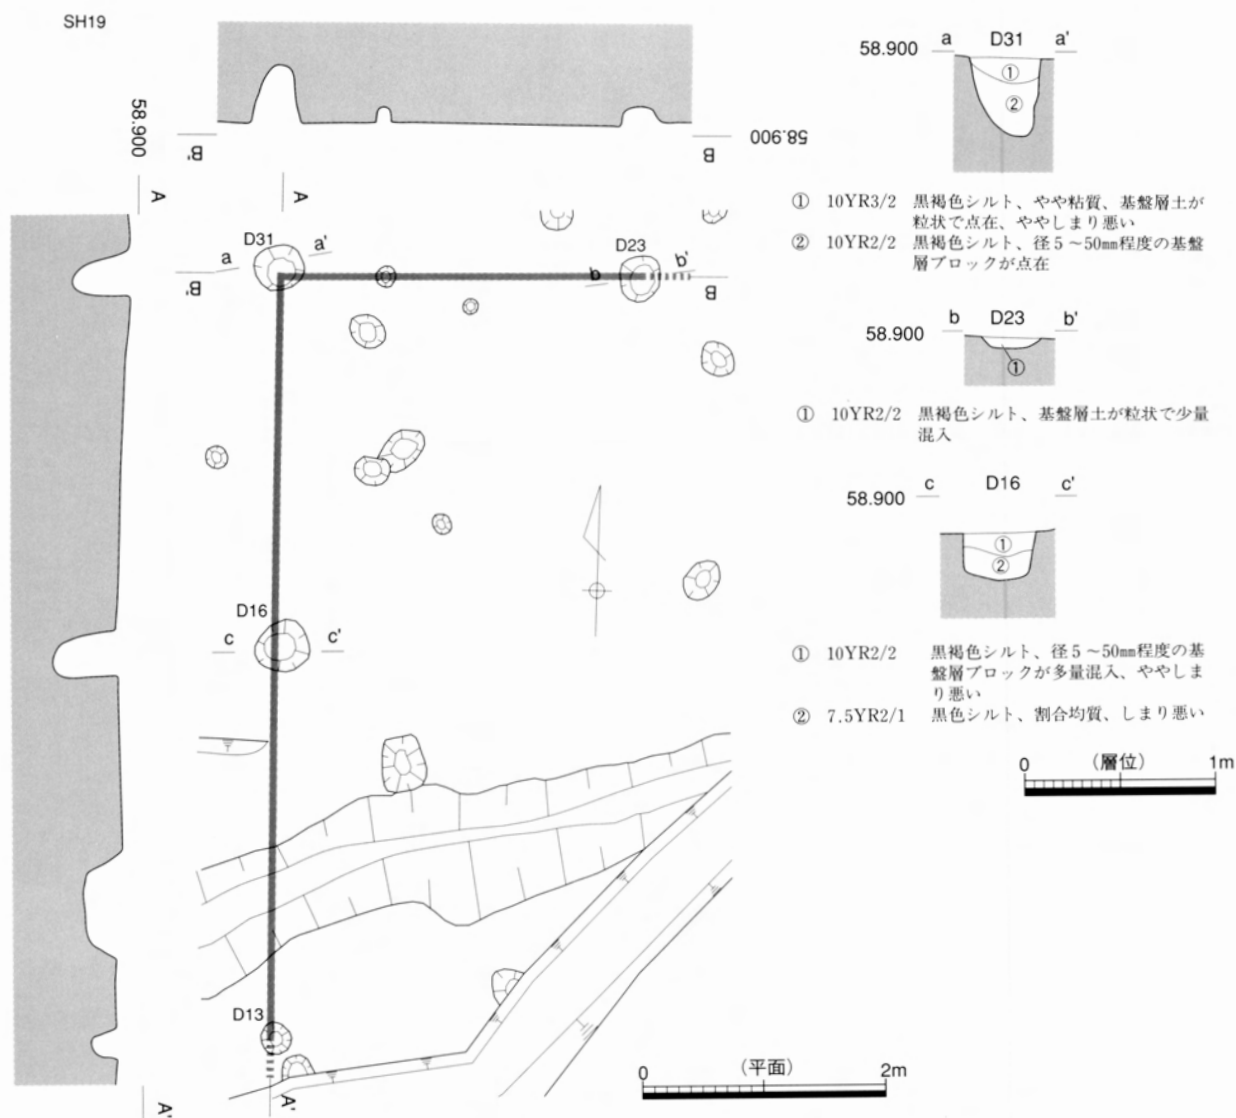 SH19
58.900
A
A
B'
B
58.900
B'
B
D31
a
a'
D23
b
b'
D16
c
c'
D13
A'
A'
0
(平面)
2m
58.900
a
D31
a'
①
②
① 10YR3/2 黒褐色シルト、やや粘質、基盤層土が
粒状で点在、ややしまり悪い
② 10YR2/2 黒褐色シルト、径5~50㎜程度の基盤
層ブロックが点在
58.900
b
D23
b'
①
① 10YR2/2 黒褐色シルト、基盤層土が粒状で少量
混入
58.900
c
D16
c'
①
②
① 10YR2/2 黒褐色シルト、径5~50㎜程度の基
盤層ブロックが多量混入、ややしま
り悪い
② 7.5YR2/1 黒色シルト、割合均質、しまり悪い
0
(層位)
1m